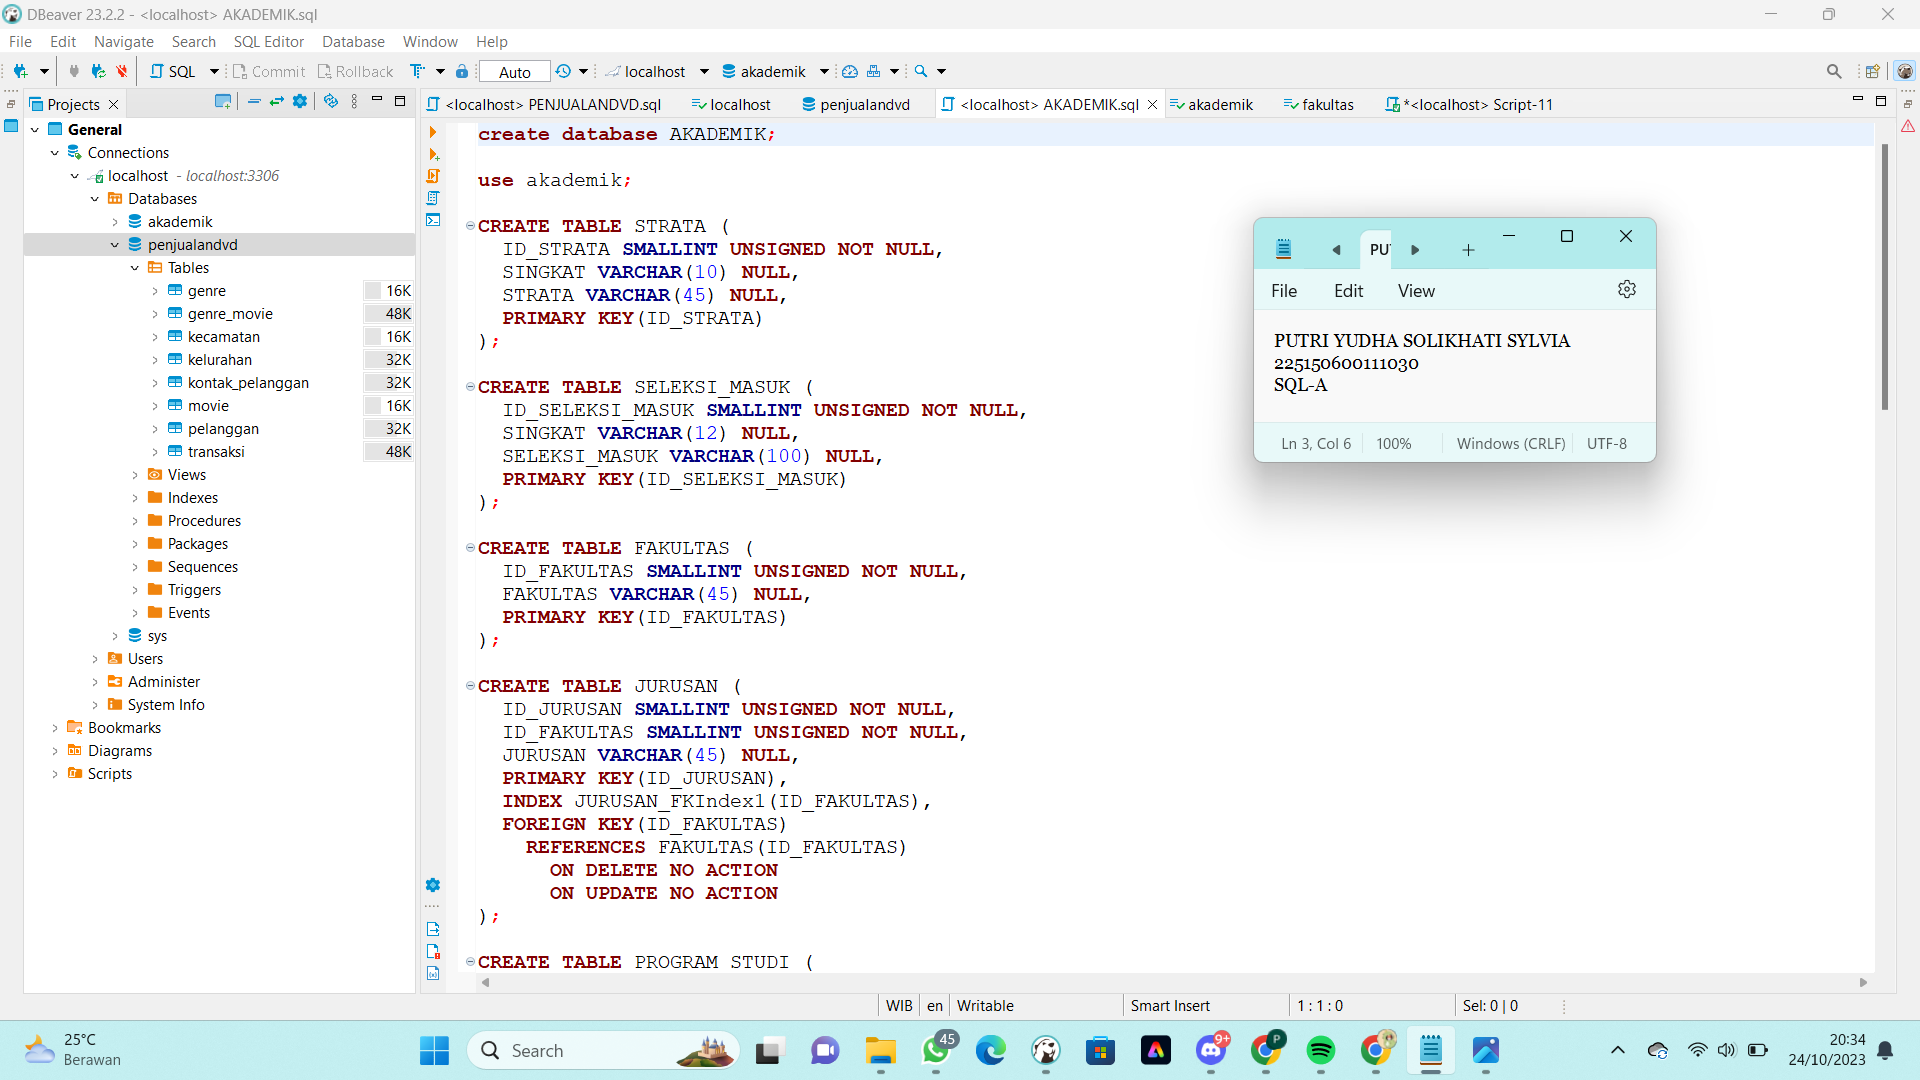 DBeaver 23.2.2 - <localhost> AKADEMIK.sql
File Edit Navigate Search SQL Editor Database Window Help
SQL Commit Rollback Auto localhost akademik
Projects
<localhost> PENJUALANDVD.sql localhost penjualandvd <localhost> AKADEMIK.sql akademik fakultas *<localhost> Script-11
General
Connections
localhost - localhost:3306
Databases
akademik
penjualandvd
Tables
genre 16K
genre_movie 48K
kecamatan 16K
kelurahan 32K
kontak_pelanggan 32K
movie 16K
pelanggan 32K
transaksi 48K
Views
Indexes
Procedures
Packages
Sequences
Triggers
Events
sys
Users
Administer
System Info
Bookmarks
Diagrams
Scripts
create database AKADEMIK;
use akademik;
CREATE TABLE STRATA (
ID_STRATA SMALLINT UNSIGNED NOT NULL,
SINGKAT VARCHAR(10) NULL,
STRATA VARCHAR(45) NULL,
PRIMARY KEY(ID_STRATA)
);
CREATE TABLE SELEKSI_MASUK (
ID_SELEKSI_MASUK SMALLINT UNSIGNED NOT NULL,
SINGKAT VARCHAR(12) NULL,
SELEKSI_MASUK VARCHAR(100) NULL,
PRIMARY KEY(ID_SELEKSI_MASUK)
);
CREATE TABLE FAKULTAS (
ID_FAKULTAS SMALLINT UNSIGNED NOT NULL,
FAKULTAS VARCHAR(45) NULL,
PRIMARY KEY(ID_FAKULTAS)
);
CREATE TABLE JURUSAN (
ID_JURUSAN SMALLINT UNSIGNED NOT NULL,
ID_FAKULTAS SMALLINT UNSIGNED NOT NULL,
JURUSAN VARCHAR(45) NULL,
PRIMARY KEY(ID_JURUSAN),
INDEX JURUSAN_FKIndex1(ID_FAKULTAS),
FOREIGN KEY(ID_FAKULTAS)
REFERENCES FAKULTAS(ID_FAKULTAS)
ON DELETE NO ACTION
ON UPDATE NO ACTION
);
CREATE TABLE PROGRAM_STUDI (
PUT
File Edit View
PUTRI YUDHA SOLIKHATI SYLVIA
225150600111030
SQL-A
Ln 3, Col 6 100% Windows (CRLF) UTF-8
WIB en Writable Smart Insert 1 : 1 : 0 Sel: 0 | 0
25°C
Berawan
Search
45
9+
P
20:34
24/10/2023